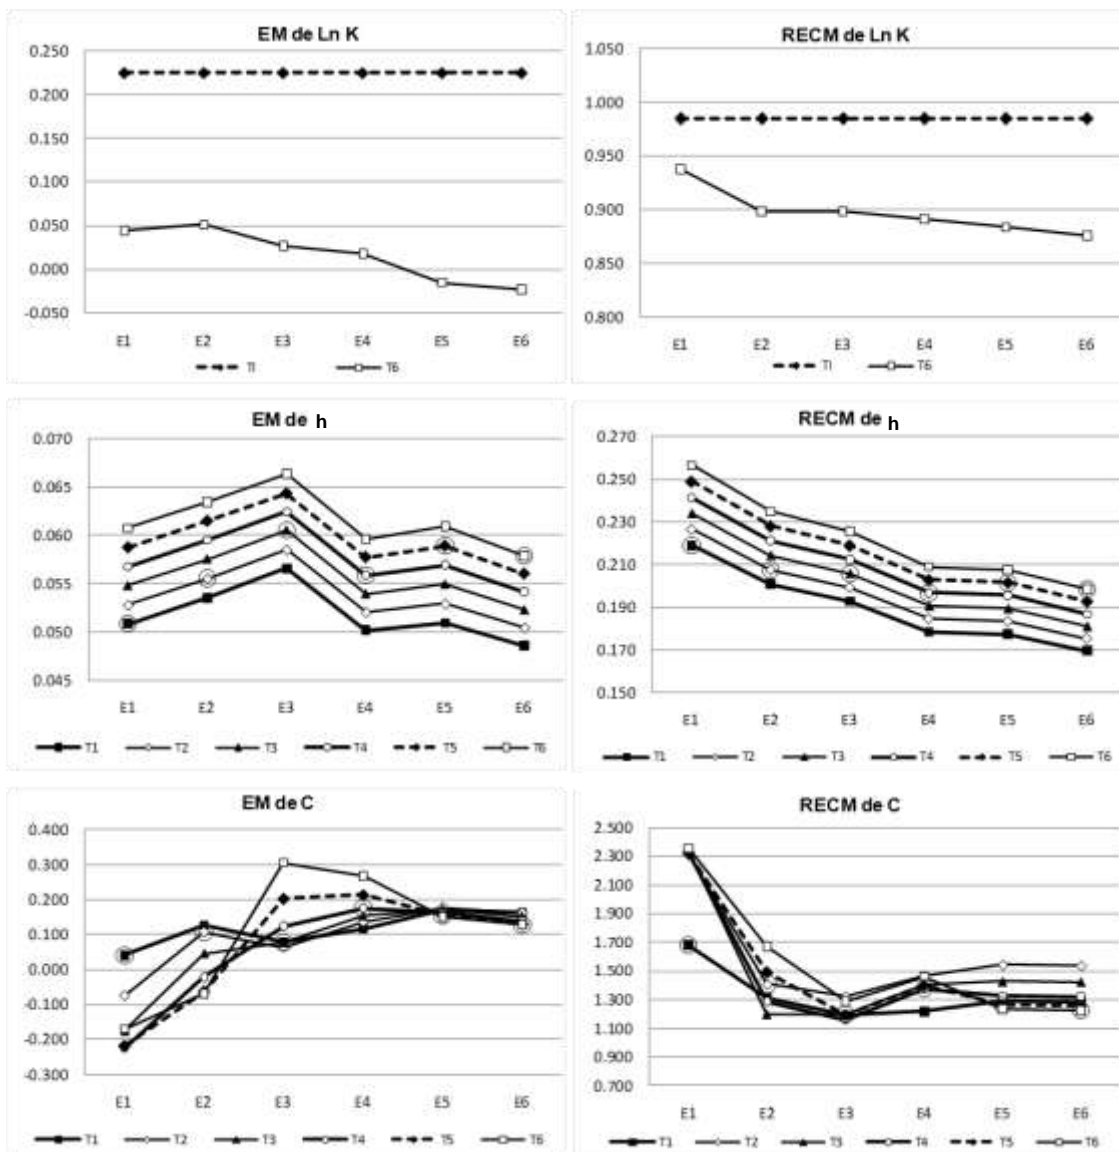 EM de Ln K
0.250
0.200
0.150
0.100
0.050
0.000
-0.050
E1 E2 E3 E4 E5 E6
TI T6
RECM de Ln K
1.050
1.000
0.950
0.900
0.850
0.800
E1 E2 E3 E4 E5 E6
TI T6
EM de h
0.070
0.065
0.060
0.055
0.050
0.045
E1 E2 E3 E4 E5 E6
T1 T2 T3 T4 T5 T6
RECM de h
0.270
0.250
0.230
0.210
0.190
0.170
0.150
E1 E2 E3 E4 E5 E6
T1 T2 T3 T4 T5 T6
EM de C
0.400
0.300
0.200
0.100
0.000
-0.100
-0.200
-0.300
E1 E2 E3 E4 E5 E6
T1 T2 T3 T4 T5 T6
RECM de C
2.500
2.300
2.100
1.900
1.700
1.500
1.300
1.100
0.900
0.700
E1 E2 E3 E4 E5 E6
T1 T2 T3 T4 T5 T6